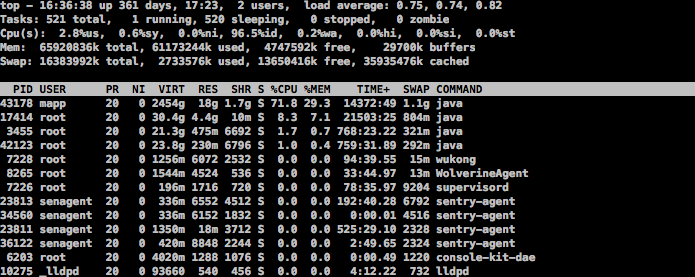 top - 16:36:38 up 361 days, 17:23, 2 users, load average: 0.75, 0.74, 0.82
Tasks: 521 total, 1 running, 520 sleeping, 0 stopped, 0 zombie
Cpu(s): 2.8%us, 0.6%sy, 0.0%ni, 96.5%id, 0.2%wa, 0.0%hi, 0.0%si, 0.0%st
Mem: 65920836k total, 61173244k used, 4747592k free, 29700k buffers
Swap: 16383992k total, 2733576k used, 13650416k free, 35935476k cached
PID USER PR NI VIRT RES SHR S %CPU %MEM TIME+ SWAP COMMAND
43178 mapp 20 0 2454g 18g 1.7g S 71.8 29.3 14372:49 1.1g java
17414 root 20 0 30.4g 4.4g 10m S 8.3 7.1 21503:25 804m java
3455 root 20 0 21.3g 475m 6692 S 1.7 0.7 768:23.22 321m java
42123 root 20 0 23.8g 230m 6796 S 1.0 0.4 759:31.89 292m java
7228 root 20 0 1256m 6072 2532 S 0.0 0.0 94:39.55 15m wukong
8265 root 20 0 1544m 4524 536 S 0.0 0.0 33:44.97 13m WolverineAgent
7226 root 20 0 196m 1716 720 S 0.0 0.0 78:35.97 9204 supervisord
23813 senagent 20 0 336m 6552 4512 S 0.0 0.0 192:40.28 6792 sentry-agent
34560 senagent 20 0 336m 6152 1832 S 0.0 0.0 0:00.01 4516 sentry-agent
23811 senagent 20 0 1350m 18m 3712 S 0.0 0.0 525:29.10 2328 sentry-agent
36122 senagent 20 0 420m 8848 2244 S 0.0 0.0 2:49.65 2324 sentry-agent
6203 root 20 0 4020m 1288 1076 S 0.0 0.0 0:00.49 1220 console-kit-dae
10275 _lldpd 20 0 93660 540 456 S 0.0 0.0 4:12.22 732 lldpd